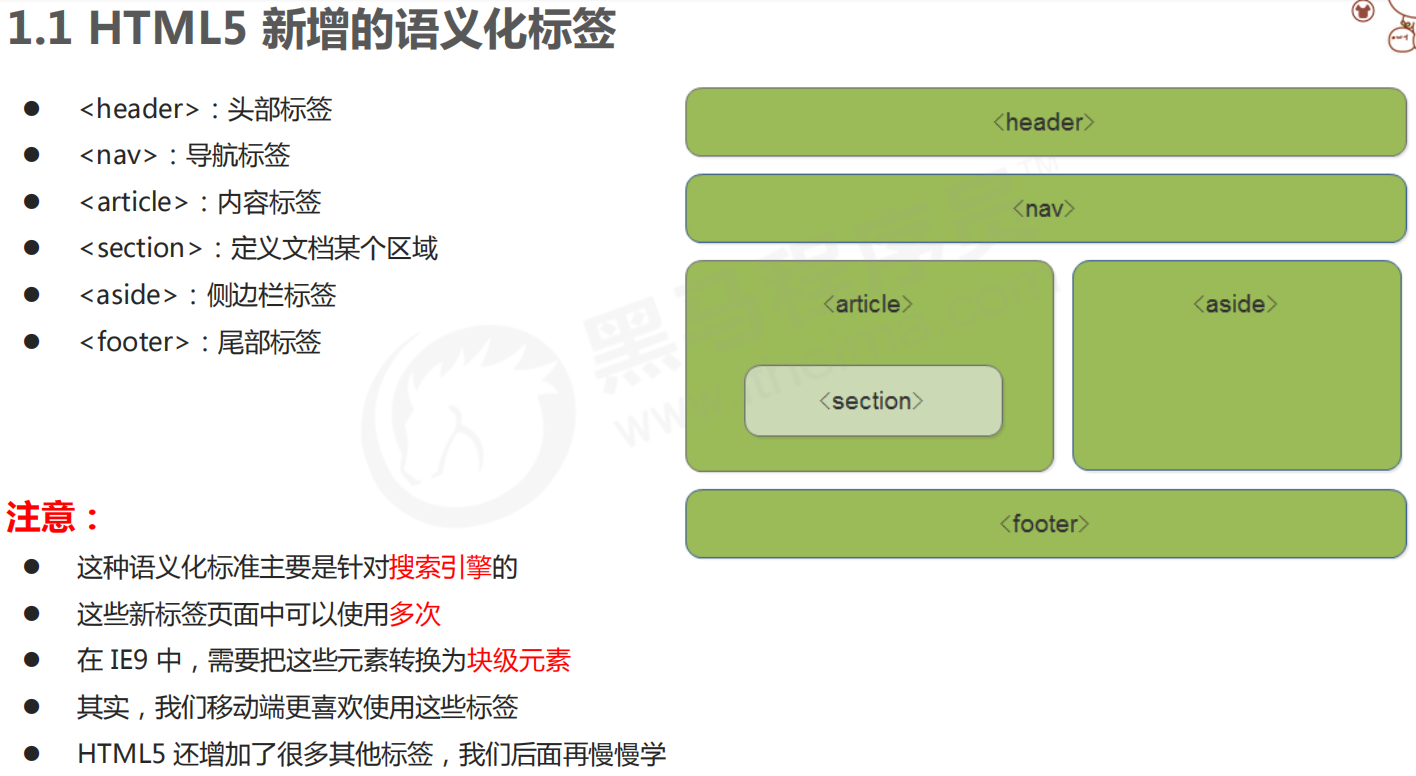 1.1 HTML5 新增的语义化标签
● <header>：头部标签
● <nav>：导航标签
● <article>：内容标签
● <section>：定义文档某个区域
● <aside>：侧边栏标签
● <footer>：尾部标签
<header>
<nav>
<article>
<aside>
<section>
<footer>
黑马程序员™
注意：
● 这种语义化标准主要是针对搜索引擎的
● 这些新标签页面中可以使用多次
● 在 IE9 中，需要把这些元素转换为块级元素
● 其实，我们移动端更喜欢使用这些标签
● HTML5 还增加了很多其他标签，我们后面再慢慢学